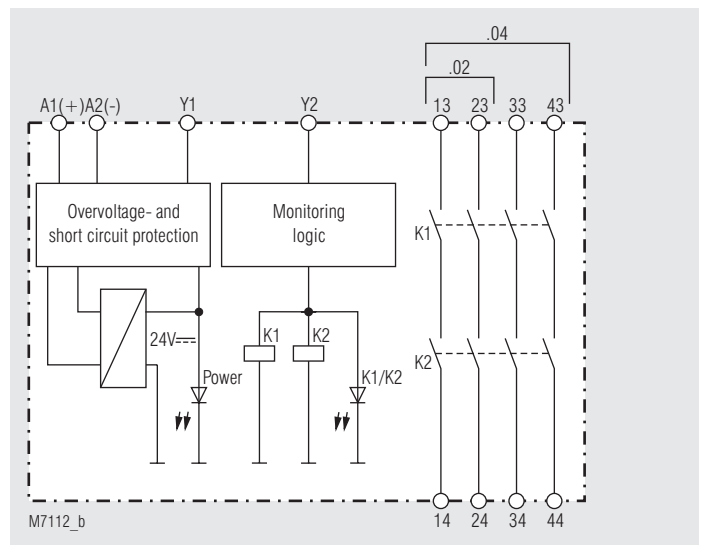 .04
.02
A1(+) A2(-) Y1 Y2 13 23 33 43
Overvoltage- and
short circuit protection
Monitoring
logic
K1
24V
K1 K2
K2
Power
K1/K2
M7112_b
14 24 34 44